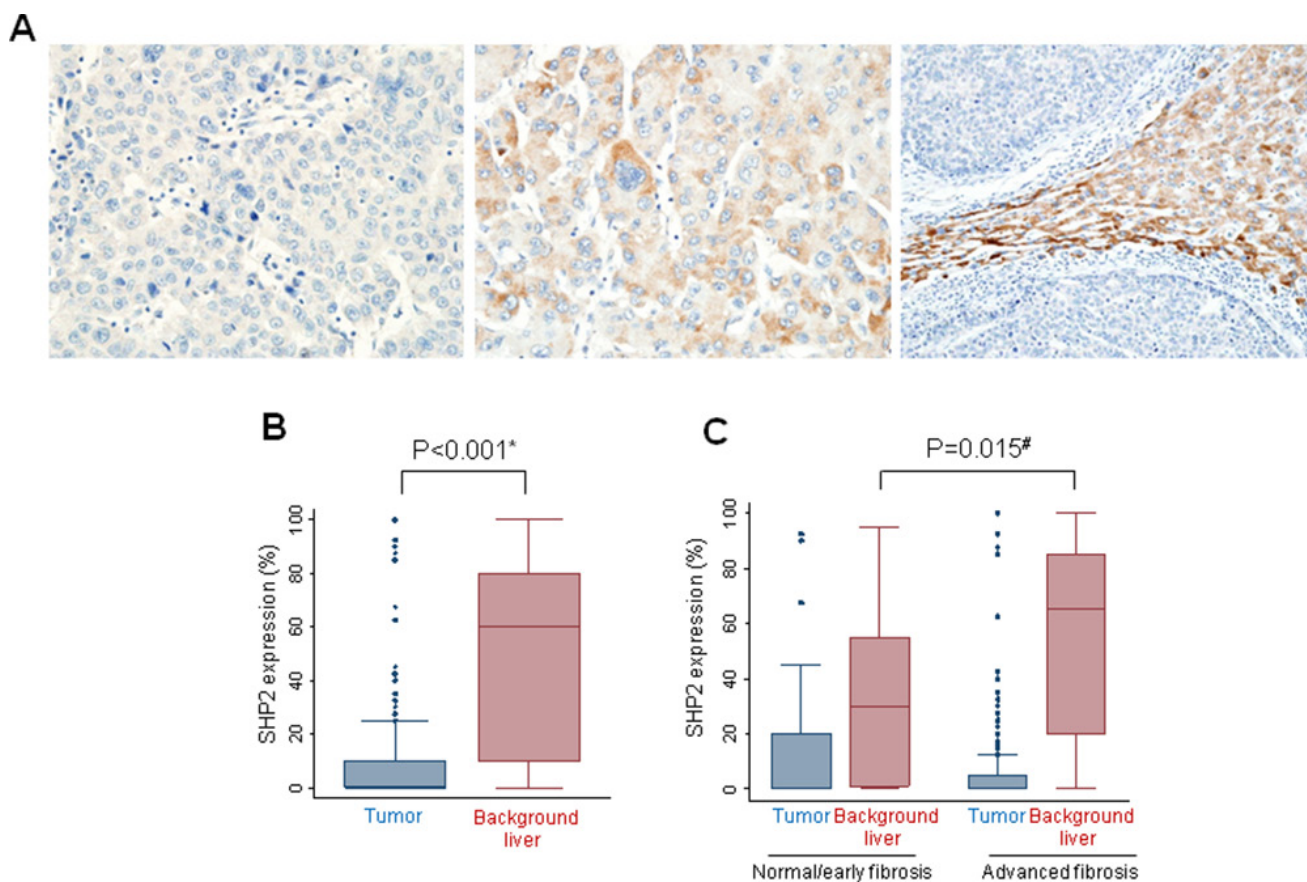 A
B
P<0.001*
SHP2 expression (%)
100
80
60
40
20
0
Tumor
Background
liver
C
P=0.015#
SHP2 expression (%)
100
80
60
40
20
0
Tumor
Background
liver
Tumor
Background
liver
Normal/early fibrosis
Advanced fibrosis